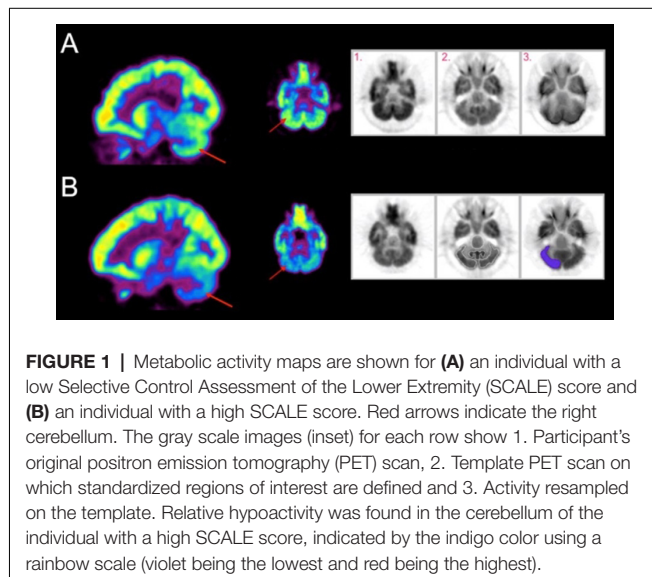 A
1.
2.
3.
B
FIGURE 1 | Metabolic activity maps are shown for (A) an individual with a
low Selective Control Assessment of the Lower Extremity (SCALE) score and
(B) an individual with a high SCALE score. Red arrows indicate the right
cerebellum. The gray scale images (inset) for each row show 1. Participant's
original positron emission tomography (PET) scan, 2. Template PET scan on
which standardized regions of interest are defined and 3. Activity resampled
on the template. Relative hypoactivity was found in the cerebellum of the
individual with a high SCALE score, indicated by the indigo color using a
rainbow scale (violet being the lowest and red being the highest).